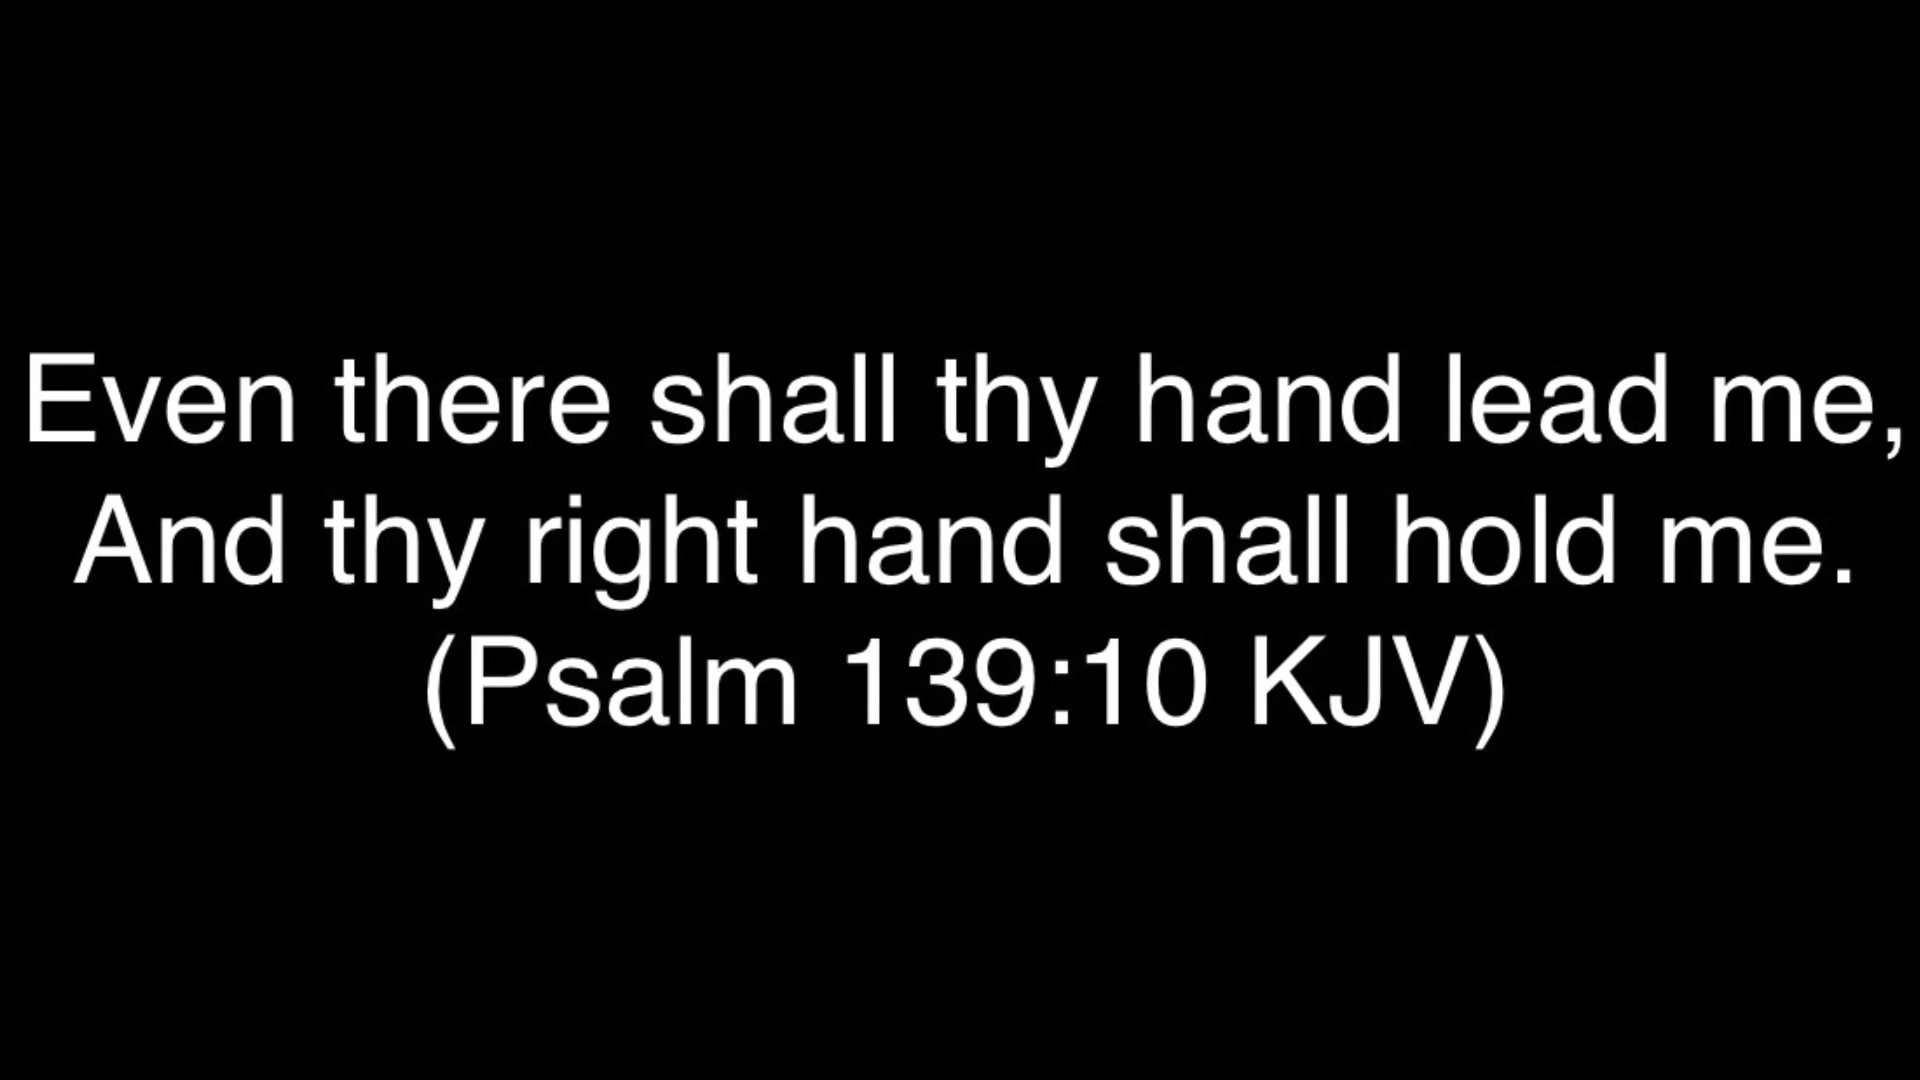 Even there shall thy hand lead me,
And thy right hand shall hold me.
(Psalm 139:10 KJV)